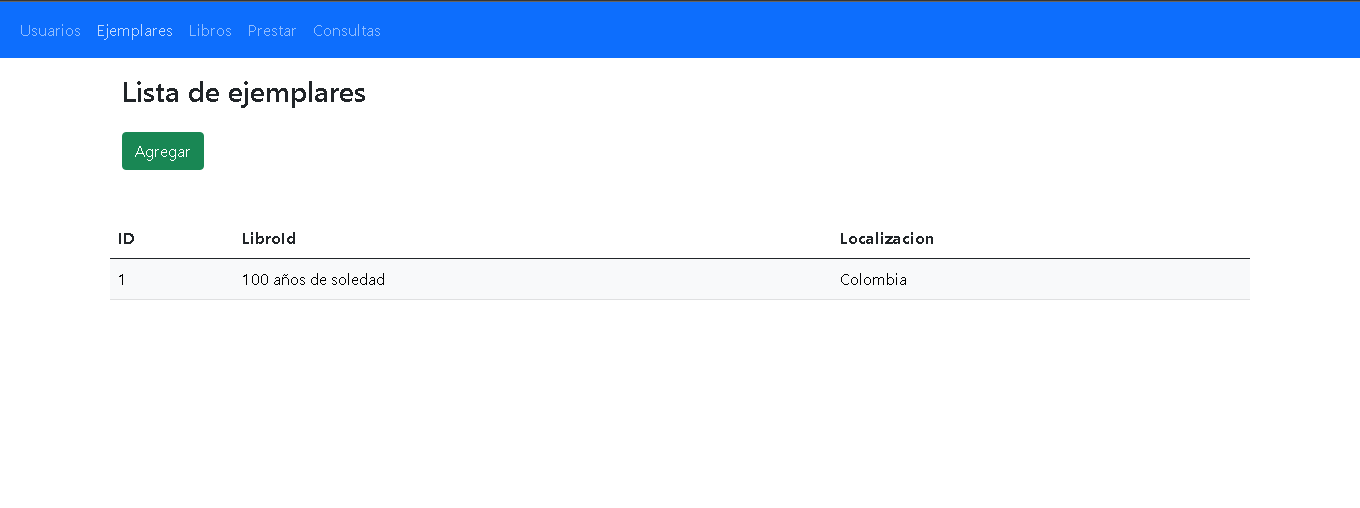 Usuarios Ejemplares Libros Prestar Consultas
Lista de ejemplares
Agregar
ID LibroId Localizacion
1 100 años de soledad Colombia